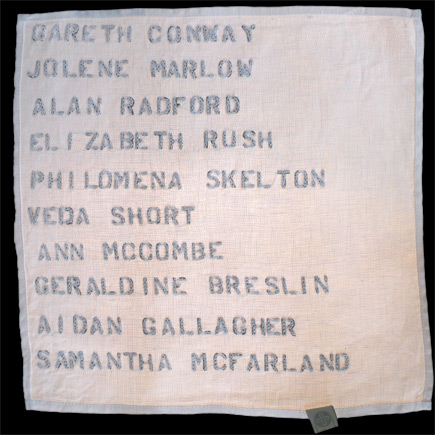 GARETH CONWAY
JOLENE MARLOW
ALAN RADFORD
ELIZABETH RUSH
PHILOMENA SKELTON
VEDA SHORT
ANN MCCOMBE
GERALDINE BRESLIN
AIDAN GALLAGHER
SAMANTHA MCFARLAND